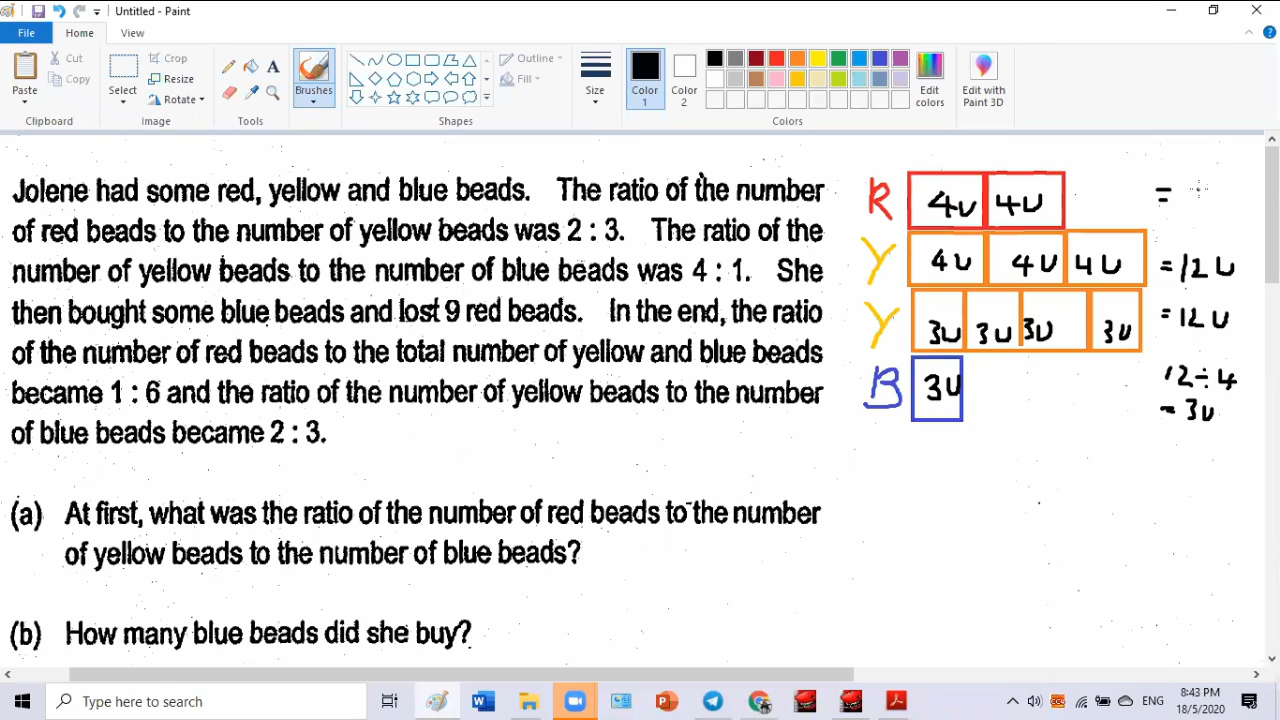 Untitled - Paint
File Home View
Cut
Copy
Paste
Clipboard
Crop
Resize
Rotate
Select
Image
A
Tools
Brushes
Outline
Fill
Shapes
Size
Color
1
Color
2
Colors
Edit
colors
Edit with
Paint 3D
Jolene had some red, yellow and blue beads. The ratio of the number
of red beads to the number of yellow beads was 2 : 3. The ratio of the
number of yellow beads to the number of blue beads was 4 : 1. She
then bought some blue beads and lost 9 red beads. In the end, the ratio
of the number of red beads to the total number of yellow and blue beads
became 1 : 6 and the ratio of the number of yellow beads to the number
of blue beads became 2 : 3.
(a) At first, what was the ratio of the number of red beads to the number
of yellow beads to the number of blue beads?
(b) How many blue beads did she buy?
R 4u 4u =
Y 4u 4u 4u = 12u
Y 3u 3u 3u 3u = 12u
B 3u
12 ÷ 4
= 3u
Type here to search
ENG
8:43 PM
18/5/2020